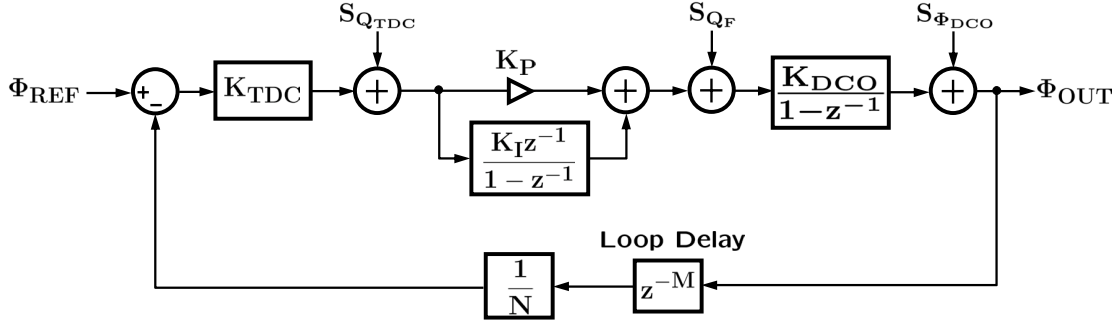 S_{Q_{TDC}}
S_{Q_F}
S_{Φ_{DCO}}
K_P
Φ_{REF}
+
−
K_{TDC}
+
+
+
K_{DCO}
1−z^{−1}
+
Φ_{OUT}
K_I z^{−1}
1 − z^{−1}
Loop Delay
1
N
z^{−M}